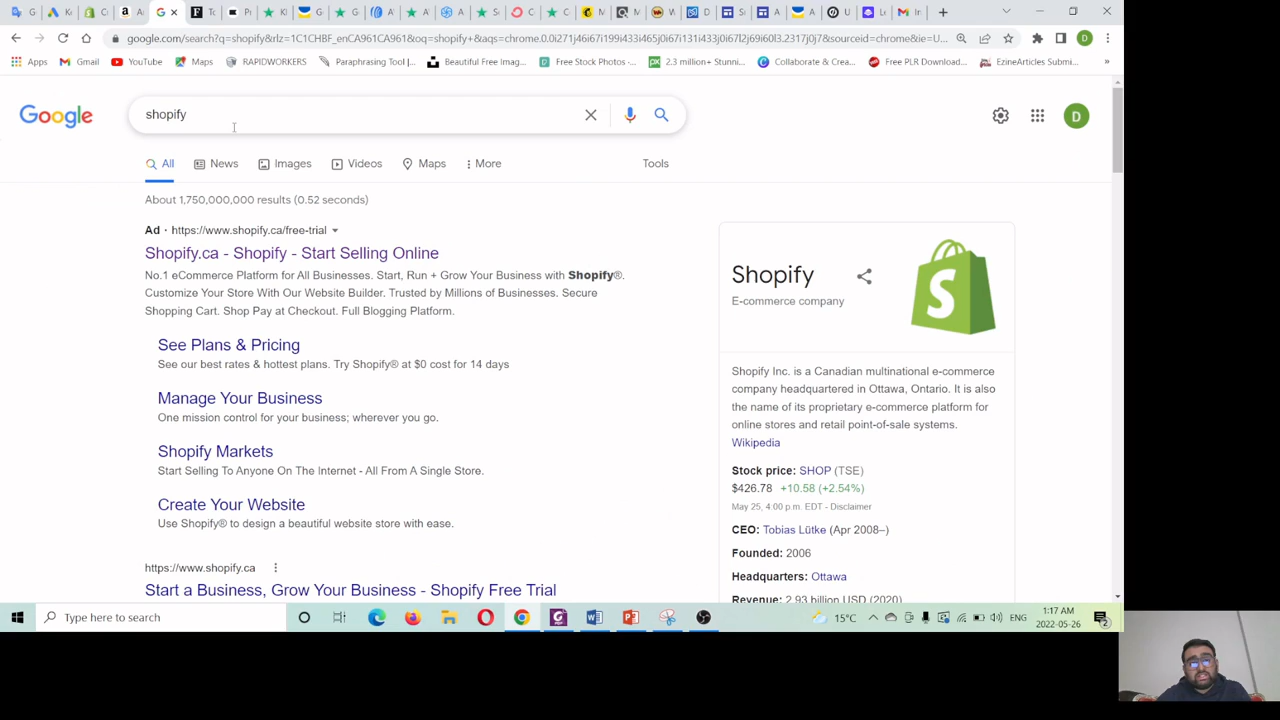 G
A
K
C
A
G
To
P
K
G
G
A
A
A
S
C
C
M
M
W
D
S
A
A
U
L
In
google.com/search?q=shopify&rlz=1C1CHBF_enCA961CA961&oq=shopify+&aqs=chrome.0.0i271j46i67i199i433i465j0i67i131i433j0i67l2j69i60l3.2317j0j7&sourceid=chrome&ie=U...
D
Apps
Gmail
YouTube
Maps
RAPIDWORKERS
Paraphrasing Tool |...
Beautiful Free Imag...
Free Stock Photos -...
2.3 million+ Stunni...
Collaborate & Crea...
Free PLR Download...
EzineArticles Submi...
»
Google
shopify
D
All
News
Images
Videos
Maps
More
Tools
About 1,750,000,000 results (0.52 seconds)
Ad · https://www.shopify.ca/free-trial
Shopify.ca - Shopify - Start Selling Online
No.1 eCommerce Platform for All Businesses. Start, Run + Grow Your Business with Shopify®.
Customize Your Store With Our Website Builder. Trusted by Millions of Businesses. Secure
Shopping Cart. Shop Pay at Checkout. Full Blogging Platform.
See Plans & Pricing
See our best rates & hottest plans. Try Shopify® at $0 cost for 14 days
Manage Your Business
One mission control for your business; wherever you go.
Shopify Markets
Start Selling To Anyone On The Internet - All From A Single Store.
Create Your Website
Use Shopify® to design a beautiful website store with ease.
https://www.shopify.ca
Start a Business, Grow Your Business - Shopify Free Trial
Shopify
E-commerce company
S
Shopify Inc. is a Canadian multinational e-commerce
company headquartered in Ottawa, Ontario. It is also
the name of its proprietary e-commerce platform for
online stores and retail point-of-sale systems.
Wikipedia
Stock price: SHOP (TSE)
$426.78 +10.58 (+2.54%)
May 25, 4:00 p.m. EDT - Disclaimer
CEO: Tobias Lütke (Apr 2008–)
Founded: 2006
Headquarters: Ottawa
Revenue: 2.93 billion USD (2020)
Type here to search
15°C
ENG
1:17 AM
2022-05-26
2